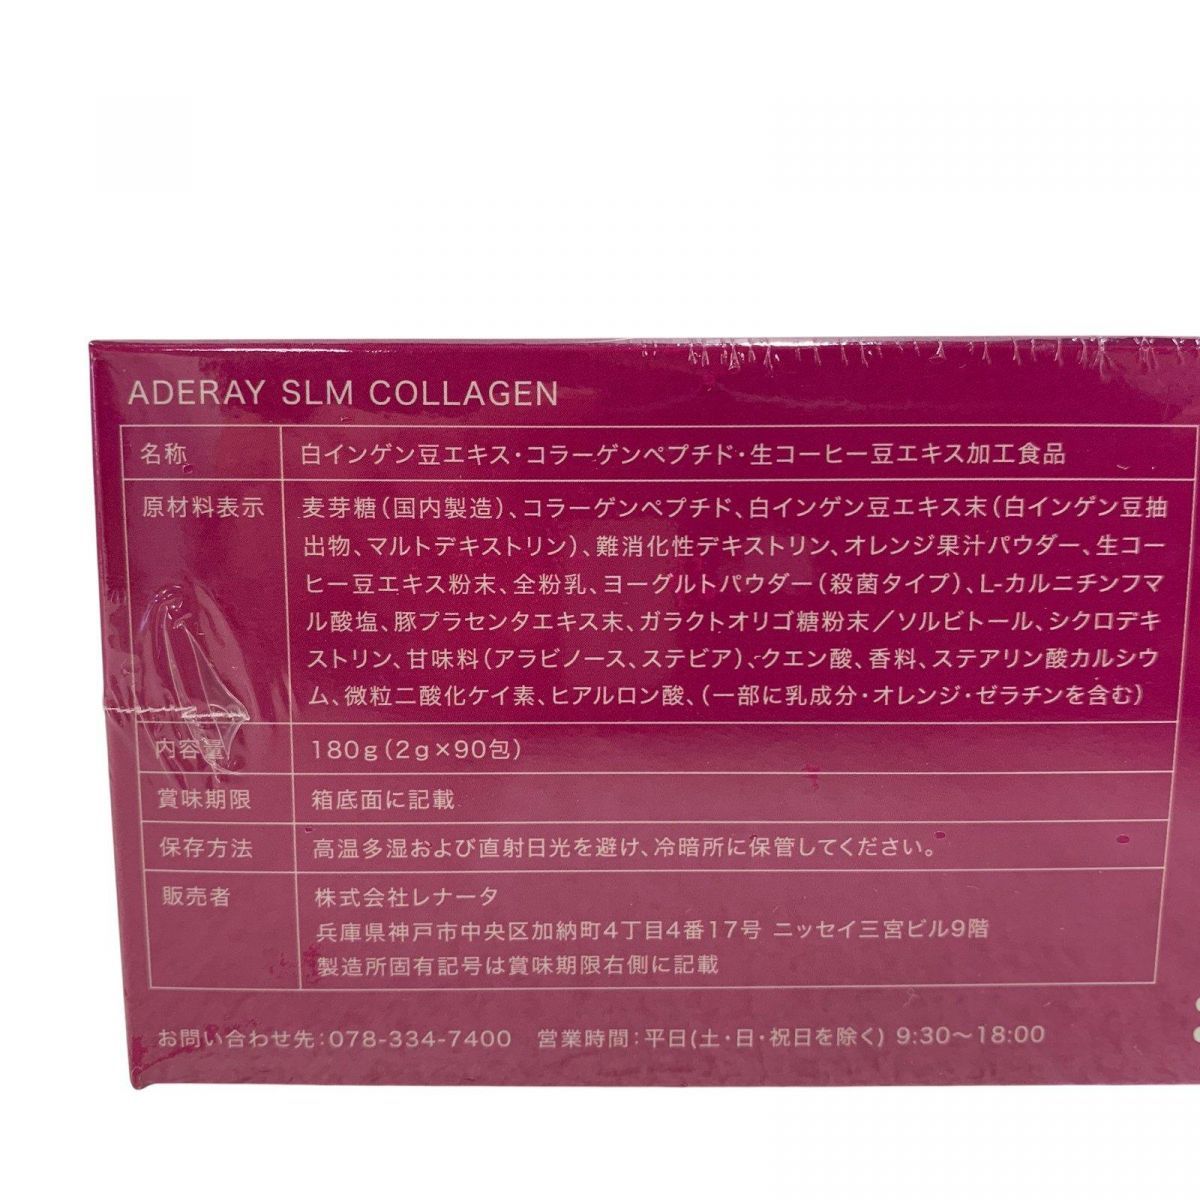 ADERAY SLM COLLAGEN
名称 白インゲン豆エキス・コラーゲンペプチド・生コーヒー豆エキス加工食品
原材料表示 麦芽糖(国内製造)、コラーゲンペプチド、白インゲン豆エキス末(白インゲン豆抽
出物、マルトデキストリン)、難消化性デキストリン、オレンジ果汁パウダー、生コー
ヒー豆エキス粉末、全粉乳、ヨーグルトパウダー(殺菌タイプ)、L-カルニチンフマ
ル酸塩、豚プラセンタエキス末、ガラクトオリゴ糖粉末/ソルビトール、シクロデキ
ストリン、甘味料(アラビノース、ステビア)、クエン酸、香料、ステアリン酸カルシウ
ム、微粒二酸化ケイ素、ヒアルロン酸、(一部に乳成分・オレンジ・ゼラチンを含む)
内容量 180g(2g×90包)
賞味期限 箱底面に記載
保存方法 高温多湿および直射日光を避け、冷暗所に保管してください。
販売者 株式会社レナータ
兵庫県神戸市中央区加納町4丁目4番17号 ニッセイ三宮ビル9階
製造所固有記号は賞味期限右側に記載
お問い合わせ先:078-334-7400 営業時間:平日(土・日・祝日を除く) 9:30〜18:00